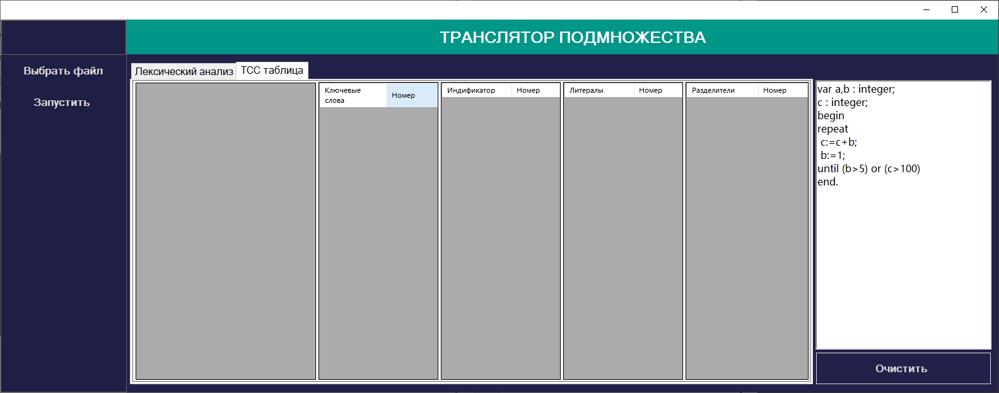 ТРАНСЛЯТОР ПОДМНОЖЕСТВА
Выбрать файл
Запустить
Лексический анализ
ТСС таблица
Ключевые
слова
Номер
Индификатор
Номер
Литералы
Номер
Разделители
Номер
var a,b : integer;
c : integer;
begin
repeat
c:=c+b;
b:=1;
until (b>5) or (c>100)
end.
Очистить